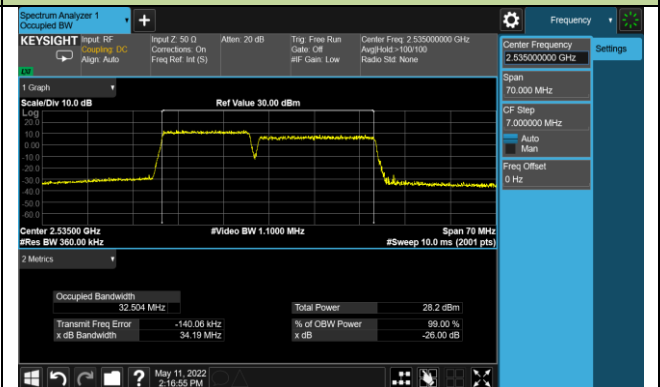 Spectrum Analyzer 1
Occupied BW
Frequency
KEYSIGHT
Input: RF
Coupling: DC
Align: Auto
Input Z: 50 Ω
Corrections: On
Freq Ref: Int (S)
Atten: 20 dB
Trig: Free Run
Gate: Off
#IF Gain: Low
Center Freq: 2.535000000 GHz
Avg|Hold:>100/100
Radio Std: None
Center Frequency
2.535000000 GHz
Settings
Span
70.000 MHz
CF Step
7.000000 MHz
Auto
Man
Freq Offset
0 Hz
1 Graph
Scale/Div 10.0 dB
Ref Value 30.00 dBm
Log
20.0
10.0
0.00
-10.0
-20.0
-30.0
-40.0
-50.0
-60.0
Center 2.53500 GHz
#Video BW 1.1000 MHz
Span 70 MHz
#Res BW 360.00 kHz
#Sweep 10.0 ms (2001 pts)
2 Metrics
Occupied Bandwidth
32.504 MHz
Total Power 28.2 dBm
Transmit Freq Error -140.06 kHz
% of OBW Power 99.00 %
x dB Bandwidth 34.19 MHz
x dB -26.00 dB
?
May 11, 2022
2:16:55 PM